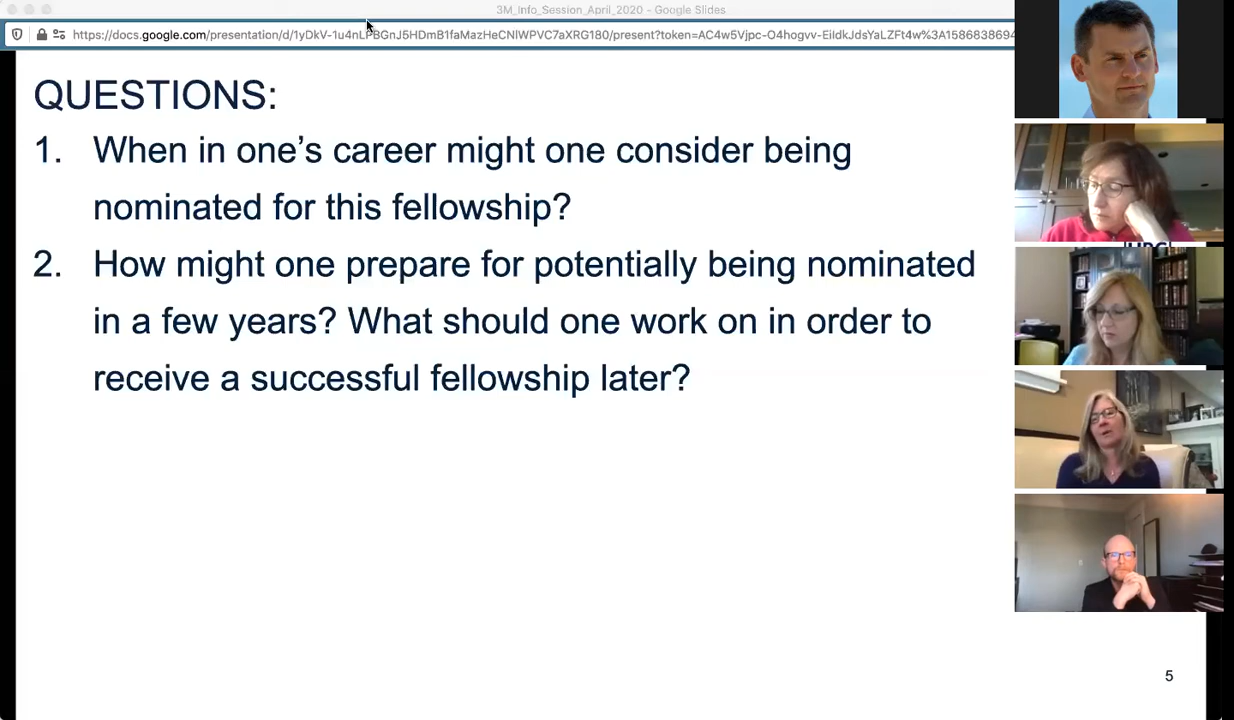 3M_Info_Session_April_2020 - Google Slides
https://docs.google.com/presentation/d/1yDkV-1u4nLPBGnJ5HDmB1faMazHeCNIWPVC7aXRG180/present?token=AC4w5Vjpc-O4hogvv-EiIdkJdsYaLZFt4w%3A1586838694
QUESTIONS:
1. When in one’s career might one consider being
nominated for this fellowship?
2. How might one prepare for potentially being nominated
in a few years? What should one work on in order to
receive a successful fellowship later?
5